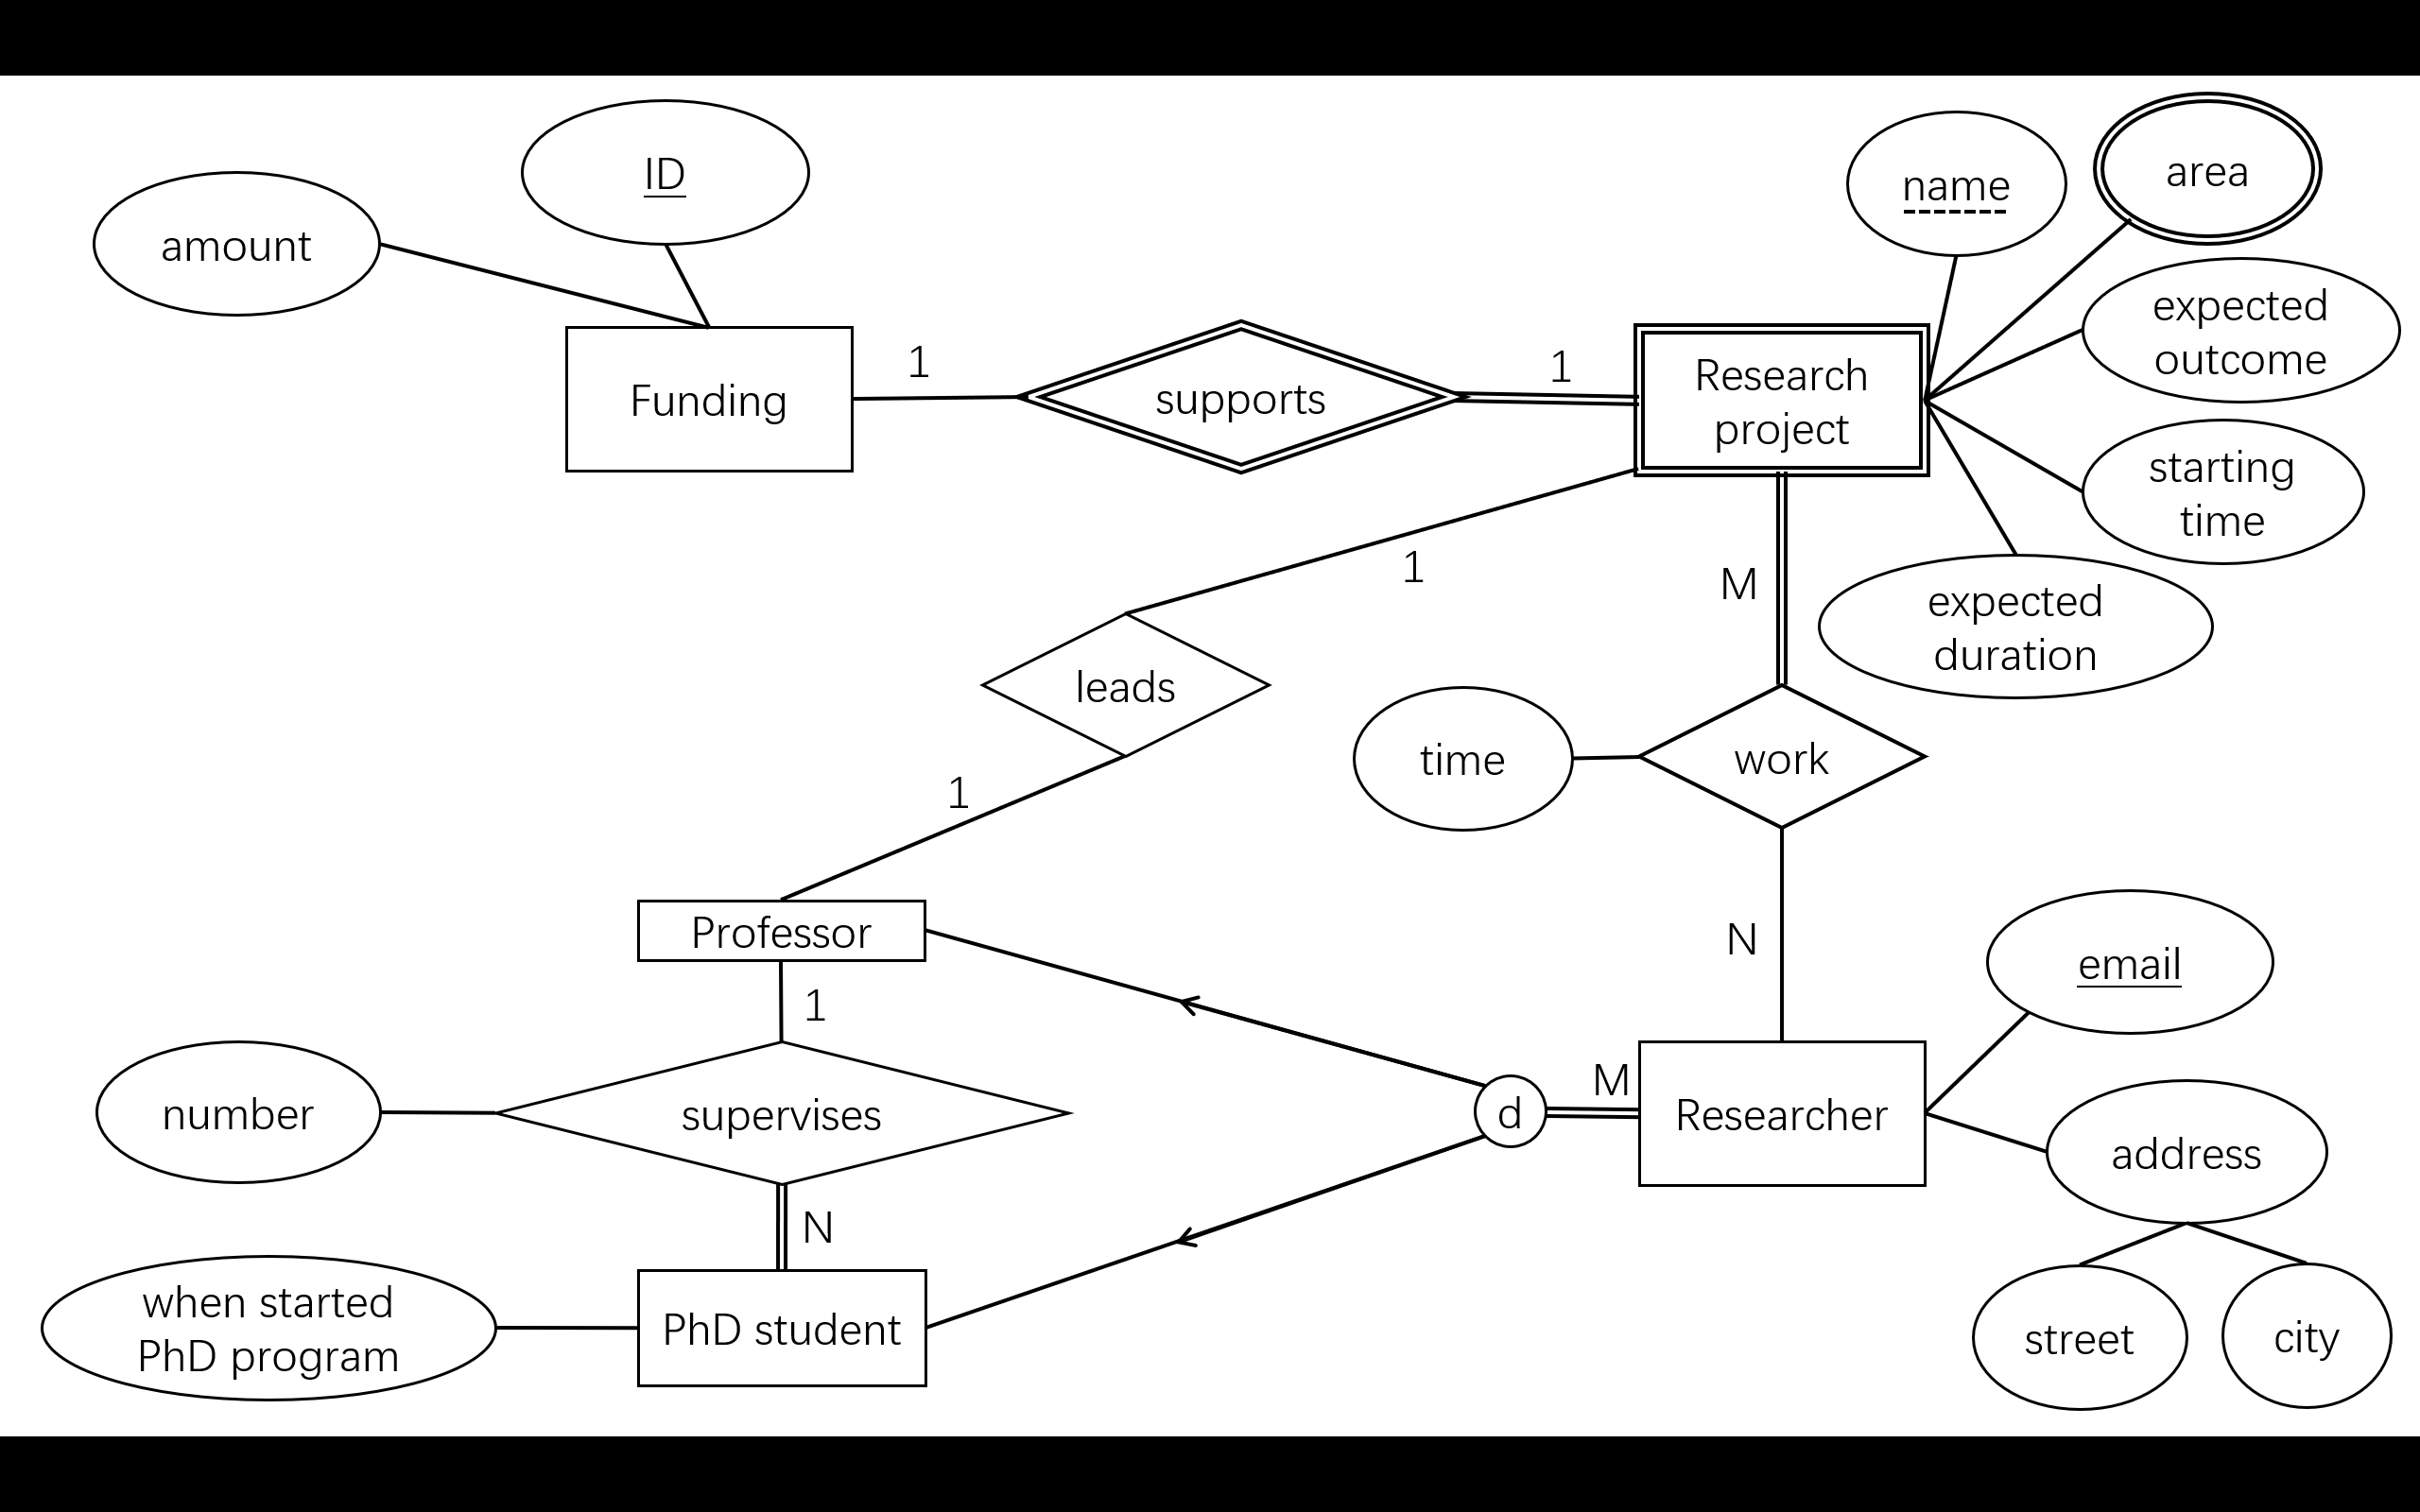 ID
name
area
amount
expected
outcome
1
1
Funding
supports
Research
project
starting
time
1
M
expected
duration
leads
time
work
1
Professor
N
email
1
M
number
supervises
d
Researcher
address
N
when started
PhD program
PhD student
street
city